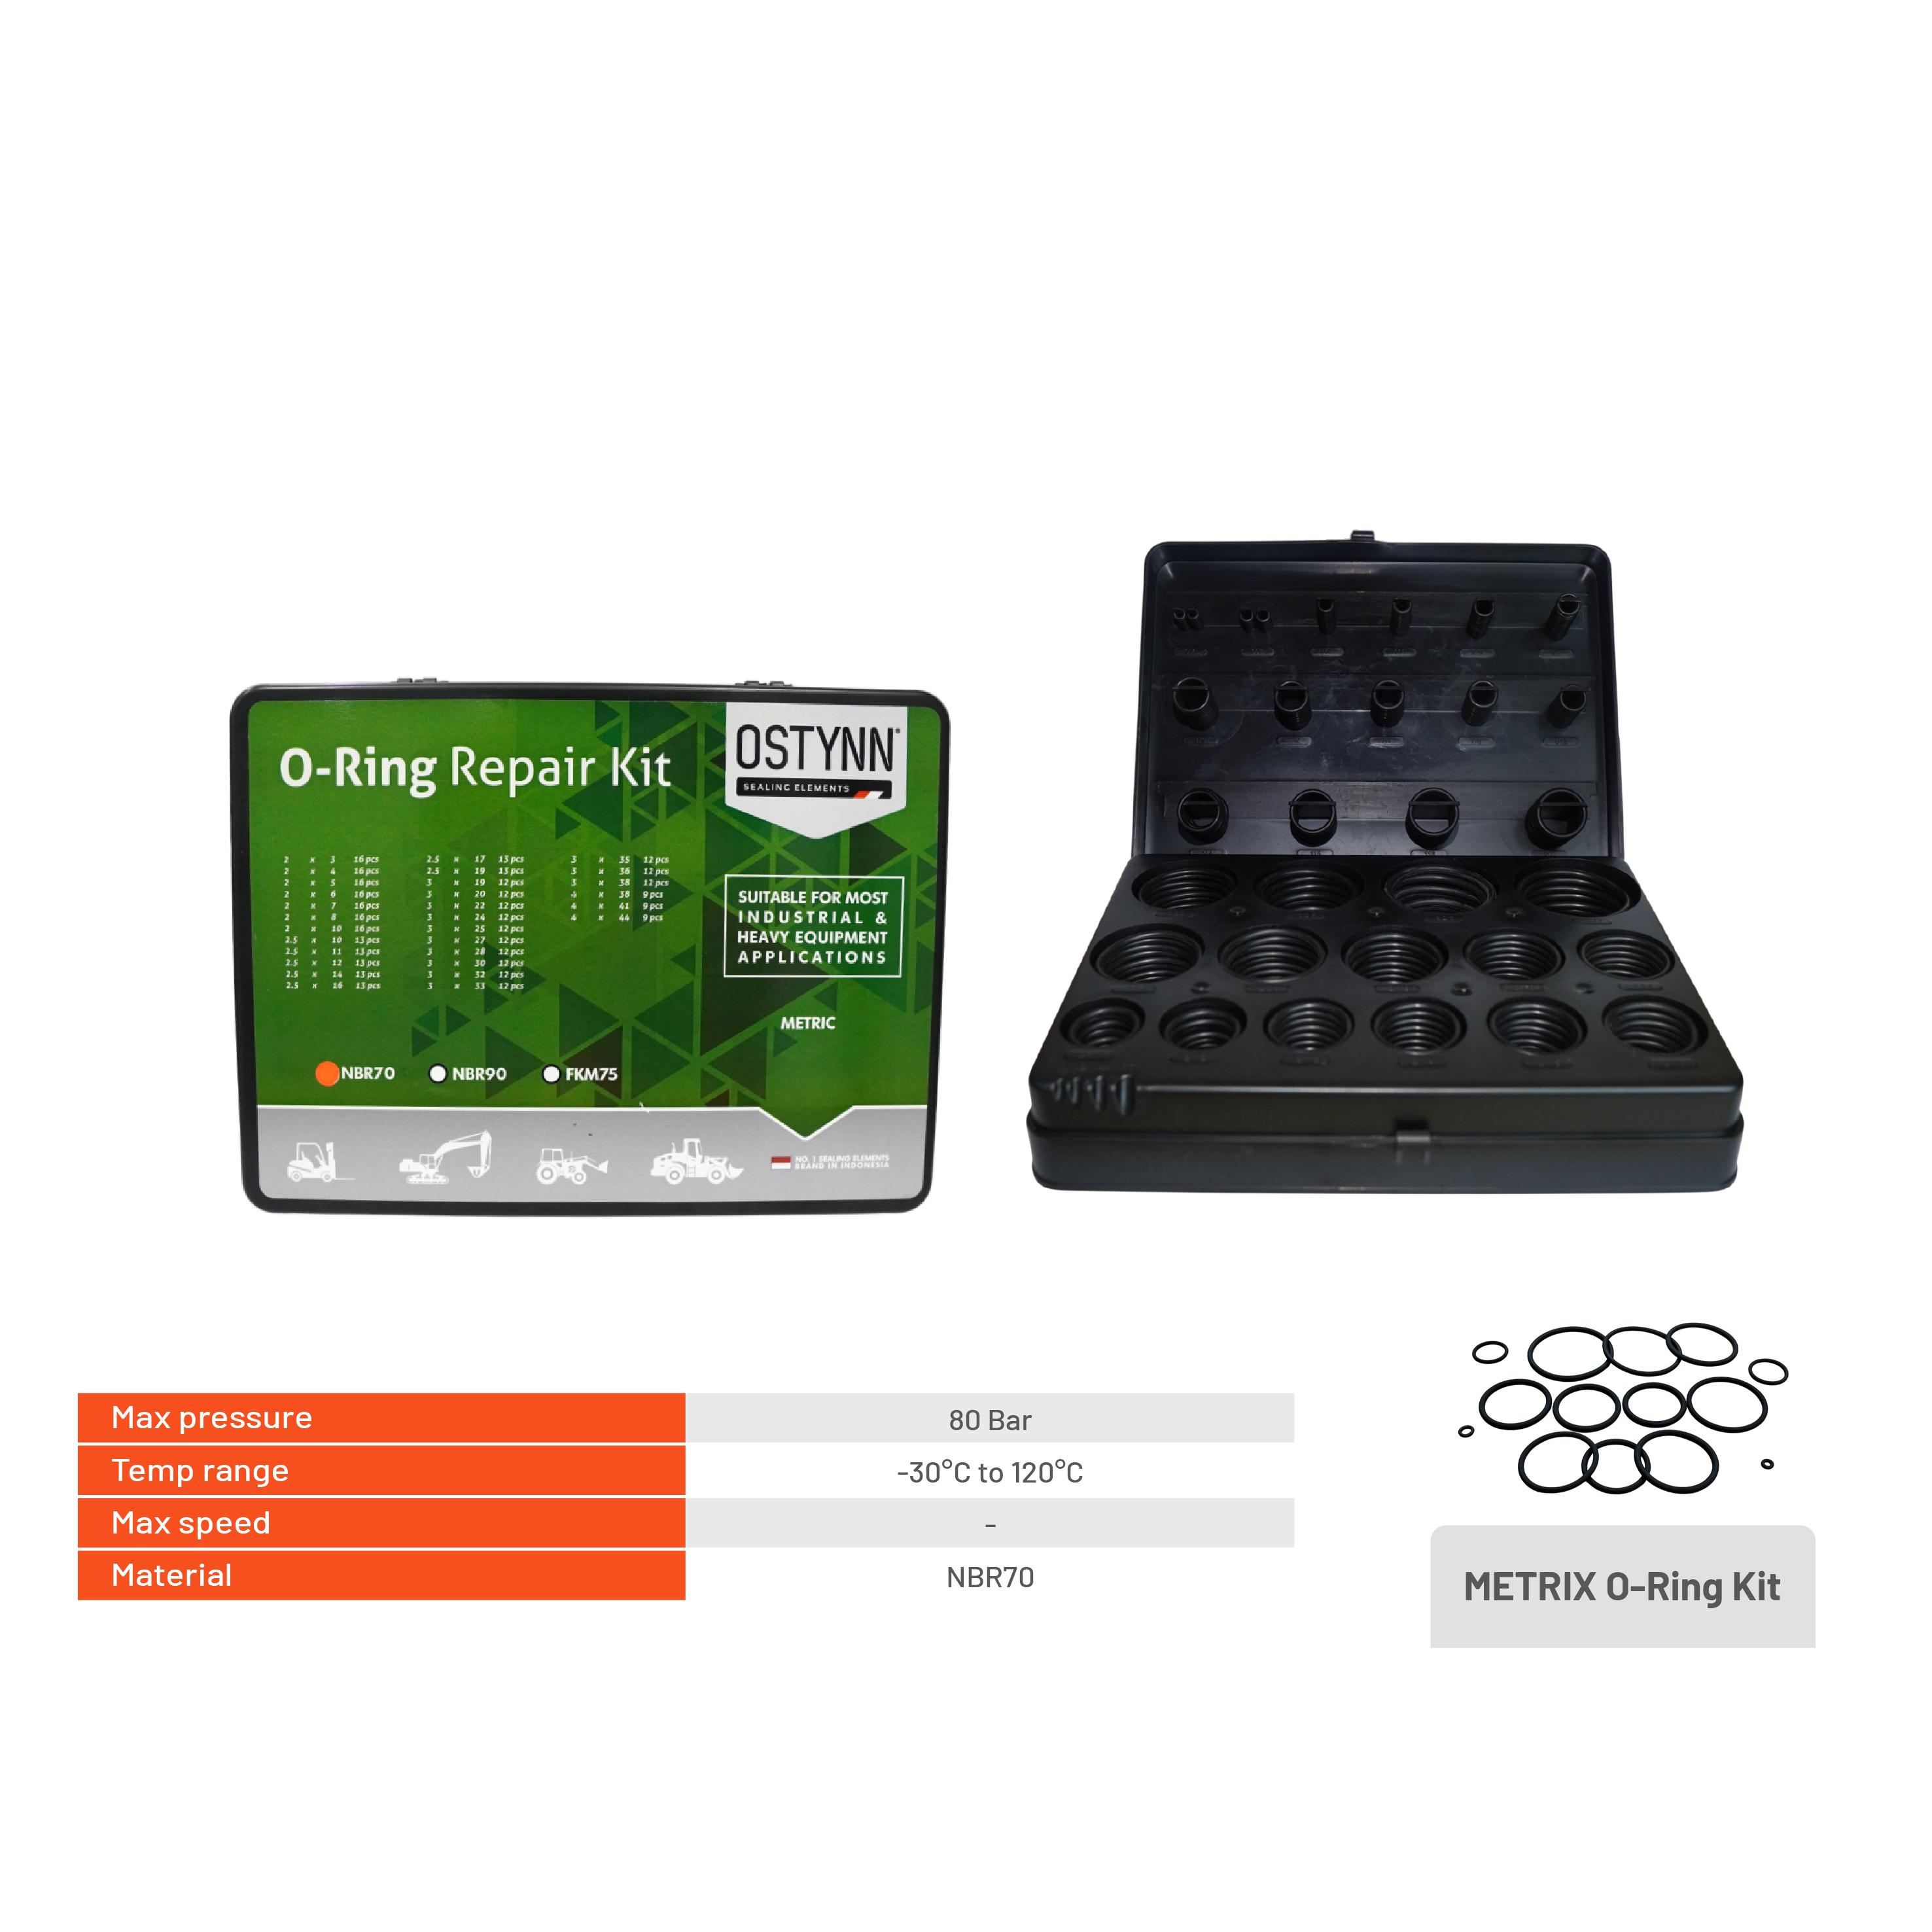 O-Ring Repair Kit
OSTYNN®
SEALING ELEMENTS
2 x 3 16 pcs
2 x 4 16 pcs
2 x 5 16 pcs
2 x 6 16 pcs
2 x 7 16 pcs
2 x 8 16 pcs
2 x 10 16 pcs
2.5 x 10 13 pcs
2.5 x 11 13 pcs
2.5 x 12 13 pcs
2.5 x 14 13 pcs
2.5 x 16 13 pcs
2.5 x 17 13 pcs
2.5 x 19 13 pcs
3 x 19 12 pcs
3 x 20 12 pcs
3 x 22 12 pcs
3 x 24 12 pcs
3 x 25 12 pcs
3 x 27 12 pcs
3 x 28 12 pcs
3 x 30 12 pcs
3 x 32 12 pcs
3 x 33 12 pcs
3 x 35 12 pcs
3 x 36 12 pcs
3 x 38 12 pcs
4 x 38 9 pcs
4 x 41 9 pcs
4 x 44 9 pcs
SUITABLE FOR MOST
INDUSTRIAL &
HEAVY EQUIPMENT
APPLICATIONS
METRIC
NBR70 NBR90 FKM75
NO. 1 SEALING ELEMENTS
BRAND IN INDONESIA
Max pressure 80 Bar
Temp range -30°C to 120°C
Max speed -
Material NBR70
METRIX O-Ring Kit